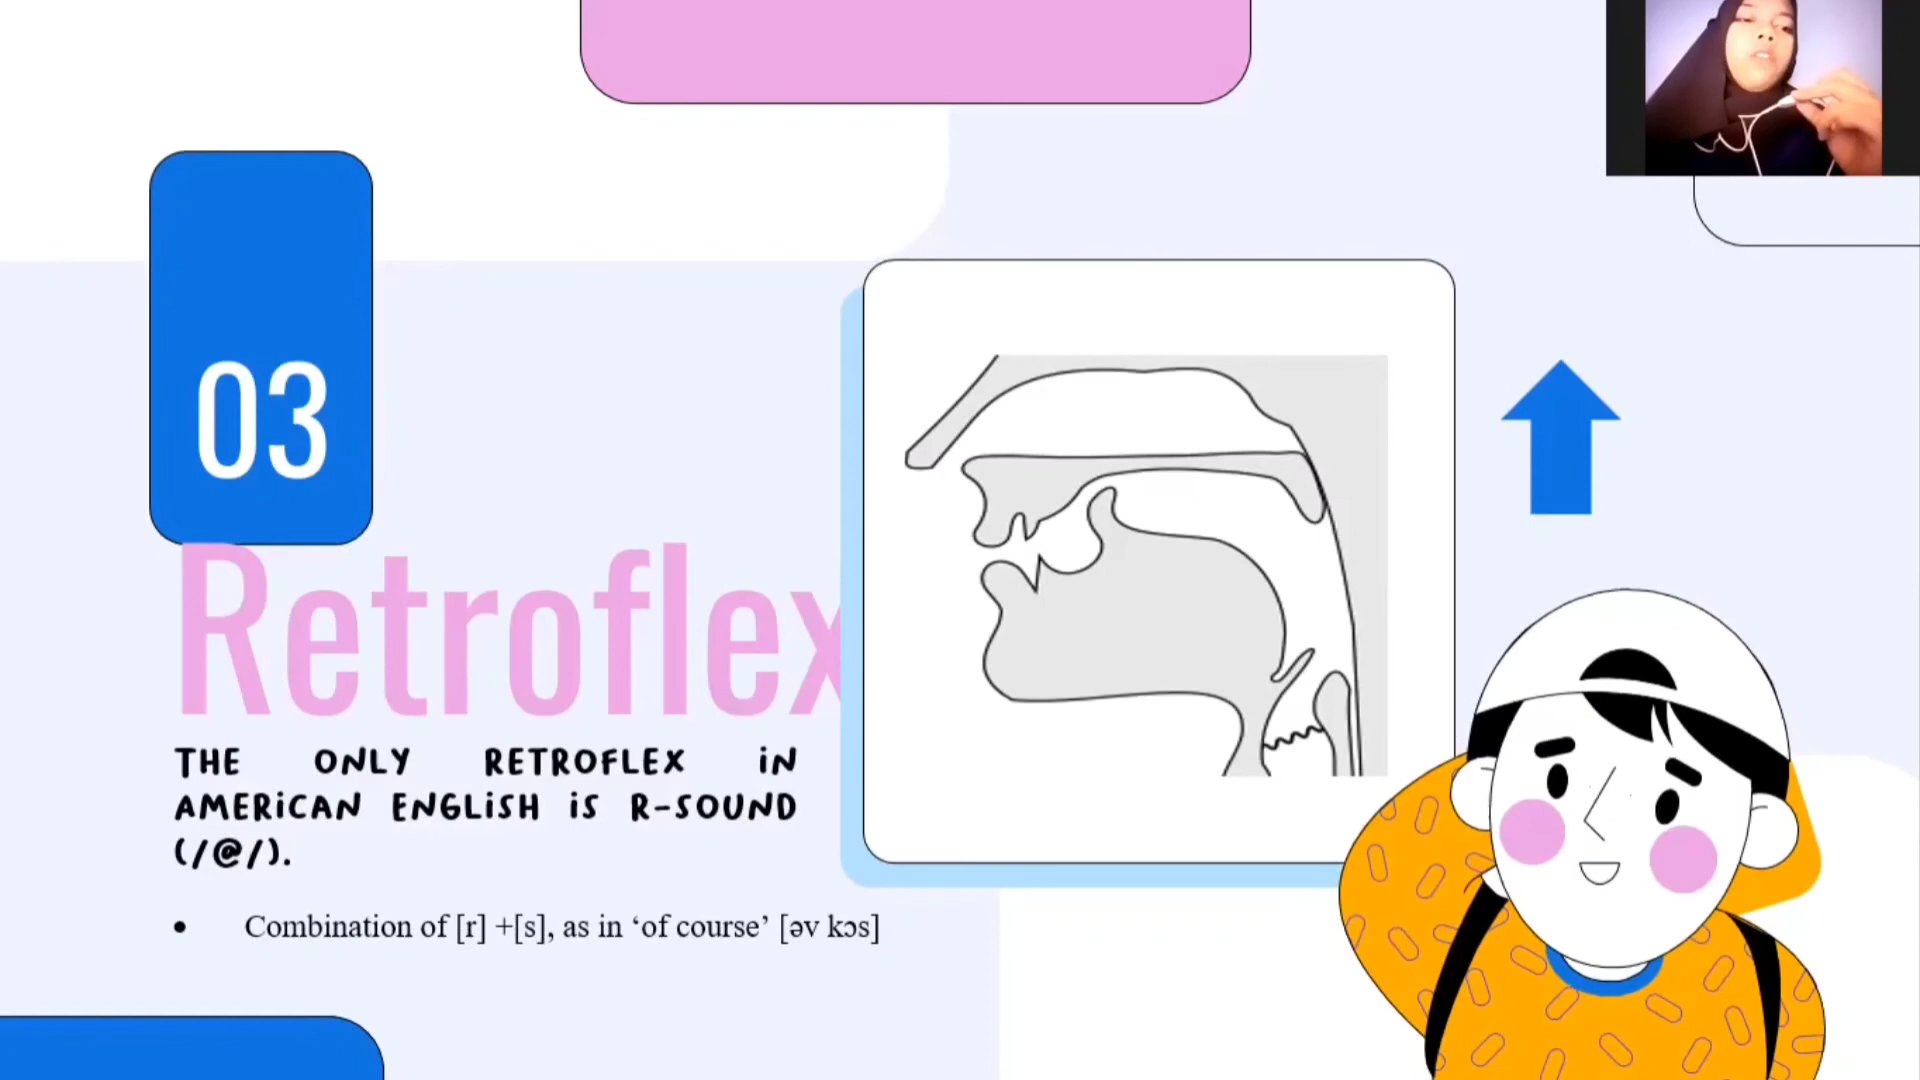 03
Retroflex
THE ONLY RETROFLEX iN
AMERiCAN ENGLiSH iS R-SOUND
(/@/).
• Combination of [r] +[s], as in ‘of course’ [əv kɔs]